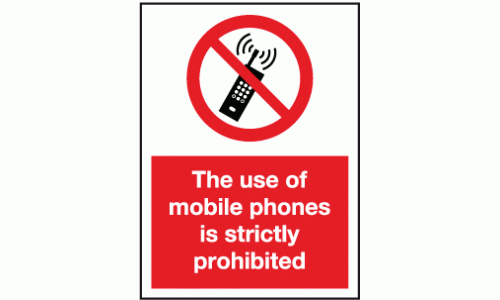 The use of
mobile phones
is strictly
prohibited